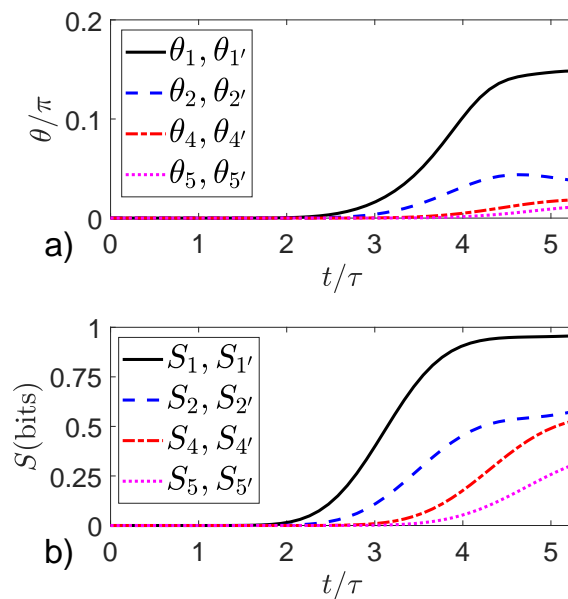 0.2
θ₁, θ₁′
θ₂, θ₂′
θ₄, θ₄′
θ₅, θ₅′
0.1
θ/π
0
0 1 2 3 4 5
a)
t/τ
1
S₁, S₁′
S₂, S₂′
S₄, S₄′
S₅, S₅′
0.75
0.5
0.25
0
S(bits)
0 1 2 3 4 5
b)
t/τ